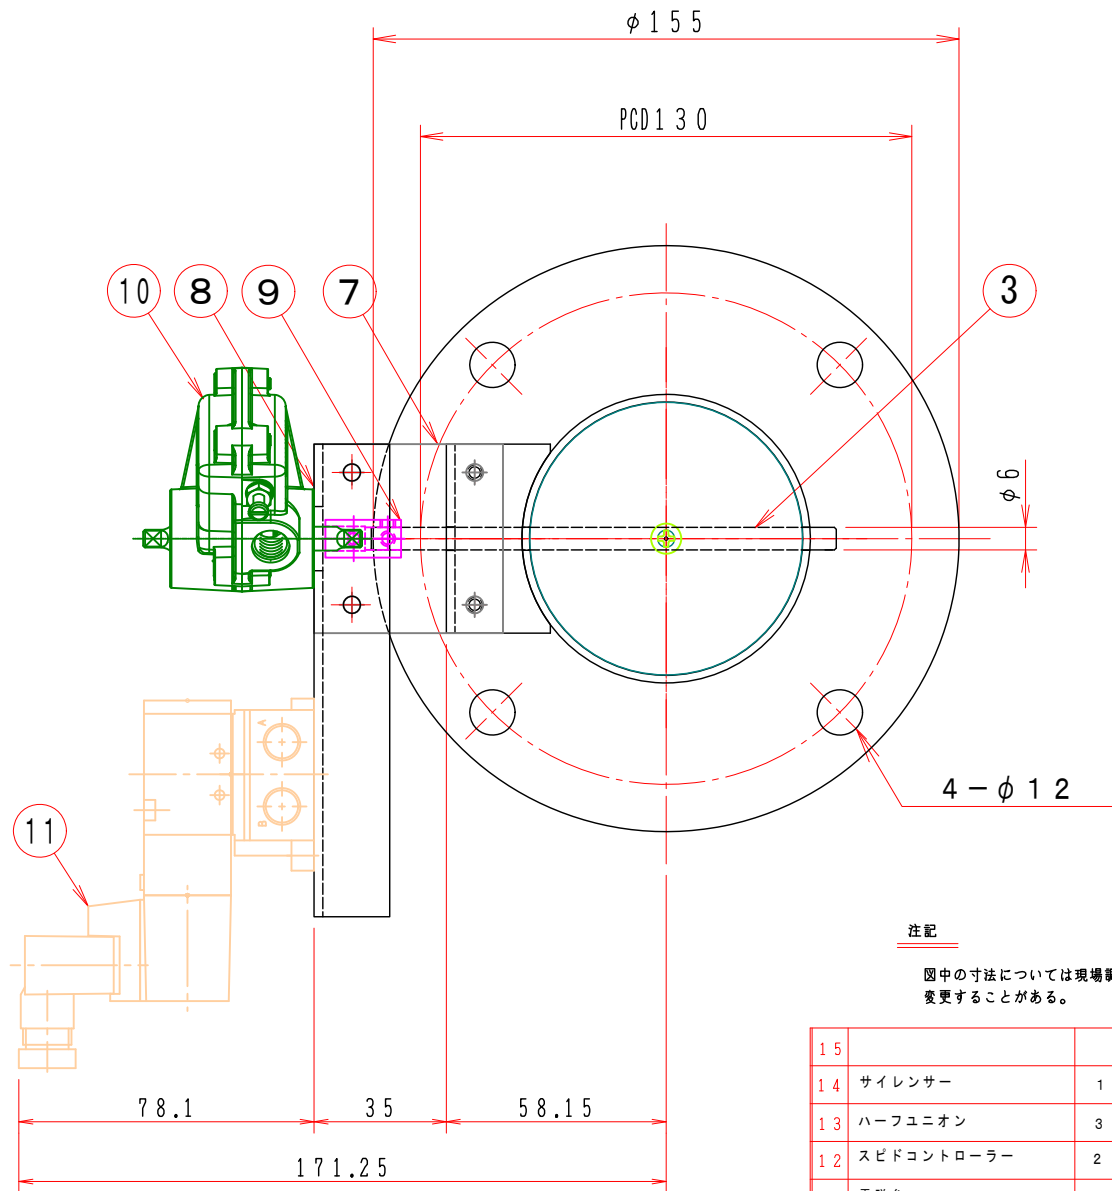 φ155
PCD130
10
8
9
7
3
φ6
A
B
4-φ12
11
注記
図中の寸法については現場
変更することがある。
15
14 サイレンサー 1
13 ハーフユニオン 3
12 スピドコントローラー 2
78.1
35
58.15
171.25